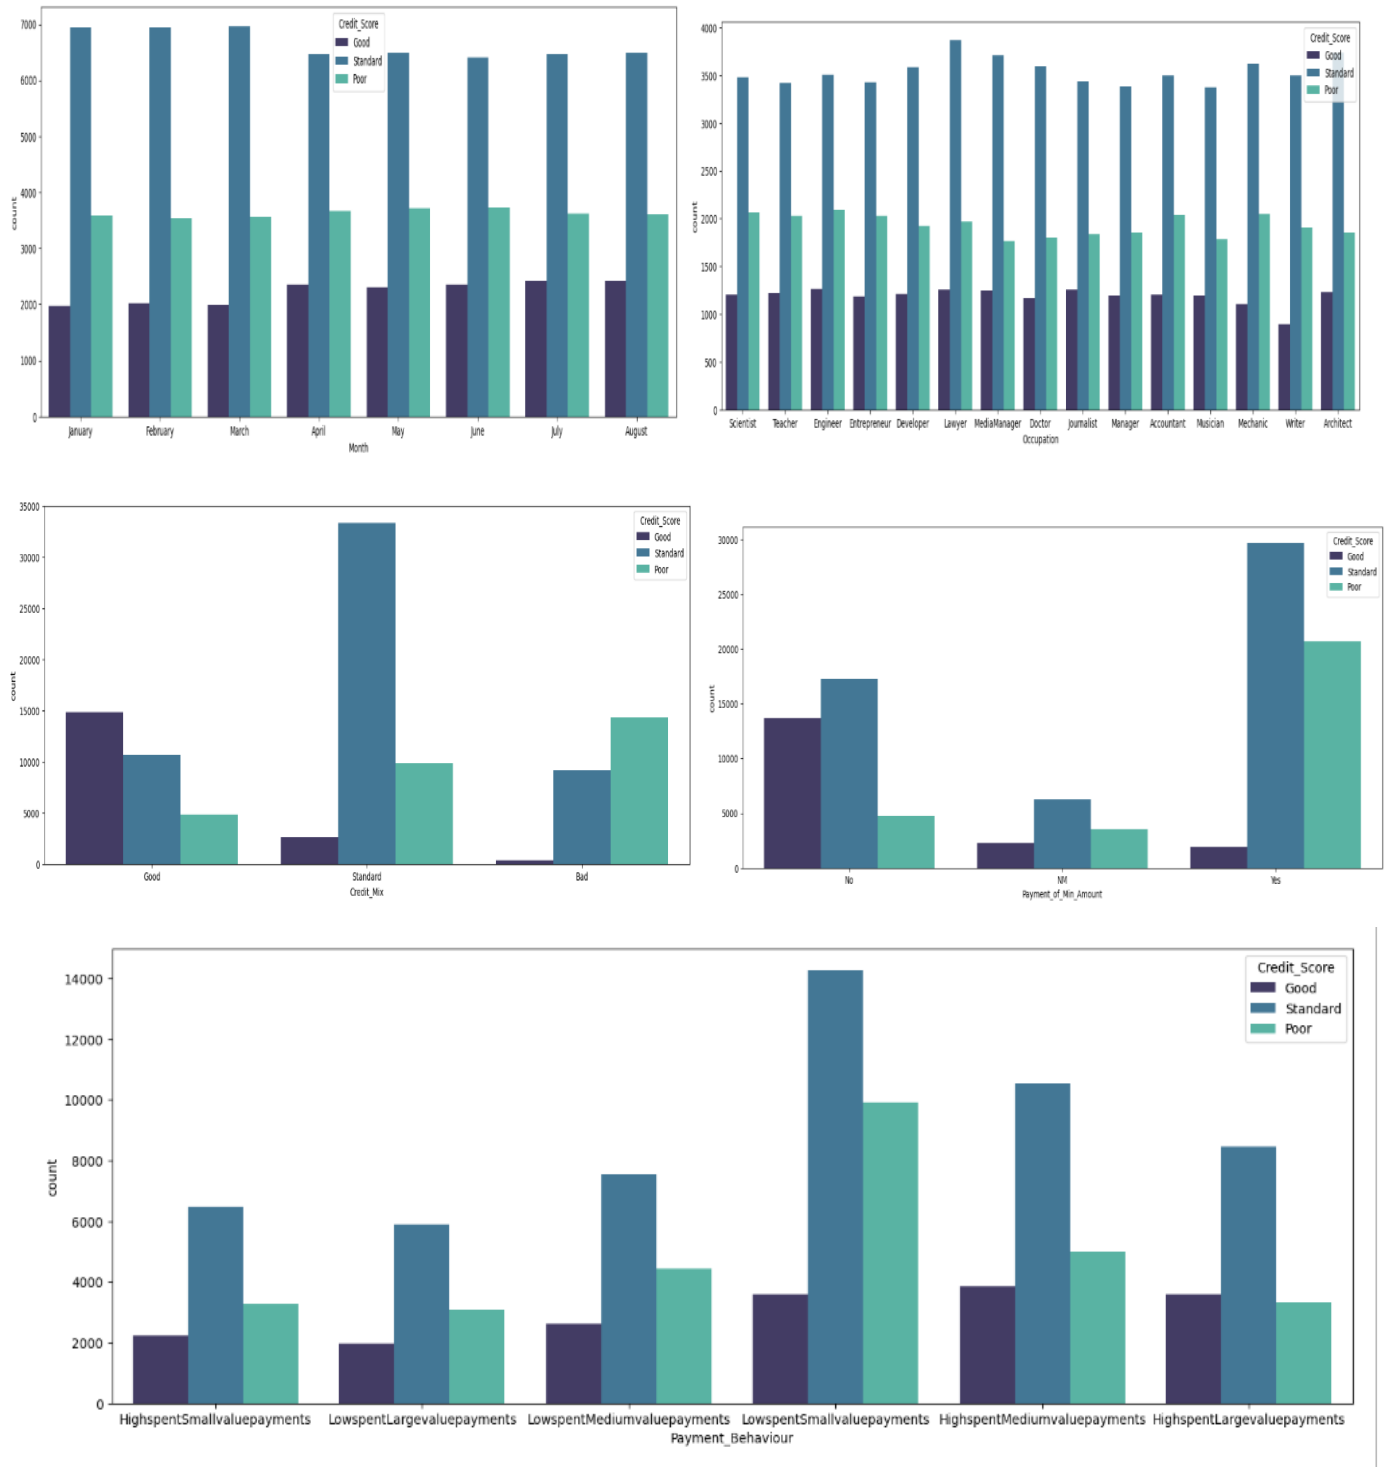 Credit_Score
Good
Standard
Poor
7000
6000
5000
4000
3000
2000
1000
0
count
January February March April May June July August
Month
Credit_Score
Good
Standard
Poor
4000
3500
3000
2500
2000
1500
1000
500
0
count
Scientist Teacher Engineer Entrepreneur Developer Lawyer MediaManager Doctor Journalist Manager Accountant Musician Mechanic Writer Architect
Occupation
Credit_Score
Good
Standard
Poor
35000
30000
25000
20000
15000
10000
5000
0
count
Good Standard Bad
Credit_Mix
Credit_Score
Good
Standard
Poor
30000
25000
20000
15000
10000
5000
0
count
No NM Yes
Payment_of_Min_Amount
Credit_Score
Good
Standard
Poor
14000
12000
10000
8000
6000
4000
2000
0
count
HighspentSmallvaluepayments LowspentLargevaluepayments LowspentMediumvaluepayments LowspentSmallvaluepayments HighspentMediumvaluepayments HighspentLargevaluepayments
Payment_Behaviour